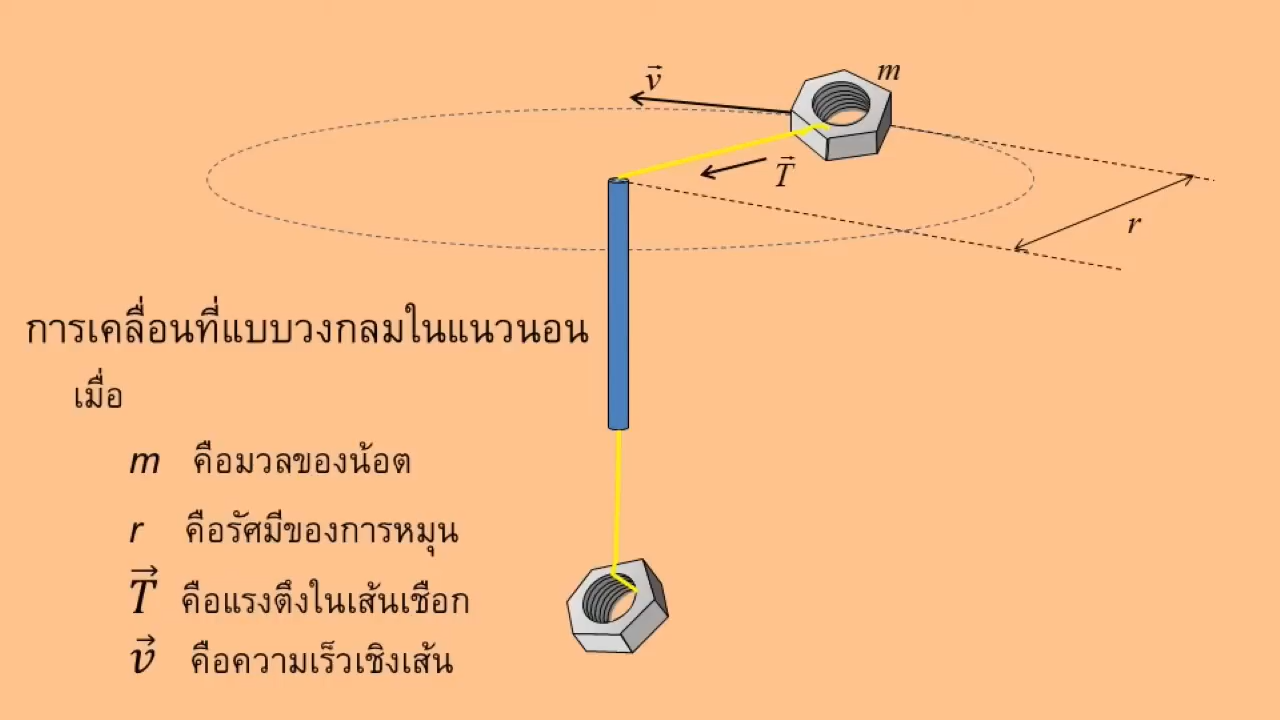 v⃗
m
T⃗
r
การเคลื่อนที่แบบวงกลมในแนวนอน
เมื่อ
m คือมวลของน้อต
r คือรัศมีของการหมุน
T⃗ คือแรงตึงในเส้นเชือก
v⃗ คือความเร็วเชิงเส้น